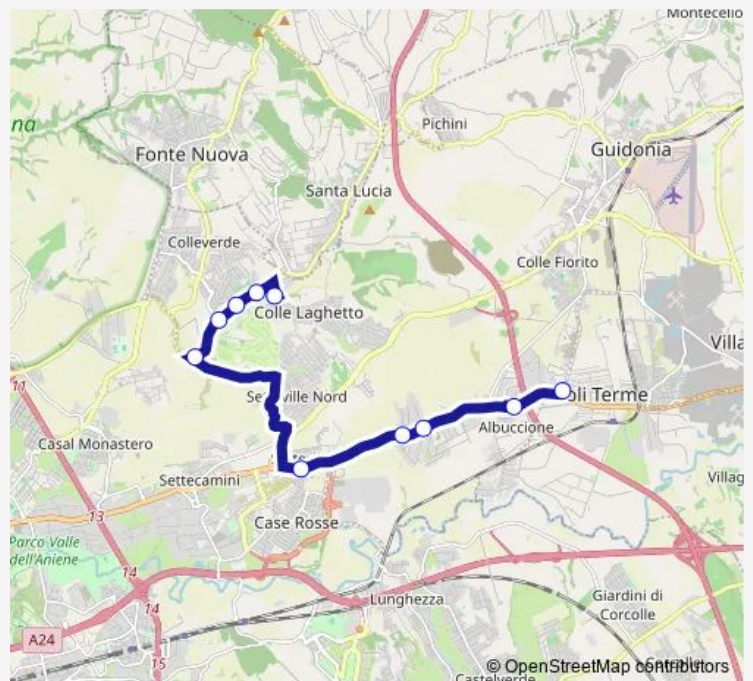 Montecelio
na
Pichini
Guidonia
Fonte Nuova
Santa Lucia
Colleverde
Colle Fiorito
Colle Laghetto
Villa
11
Nord
oli Terme
Albuccione
Casal Monastero
Settecamini
Villag
13
Case Rosse
Parco Valle
dell'Aniene
14
14
Lunghezza
Giardini di
Corcolle
A24
15
© OpenStreetMap contributors